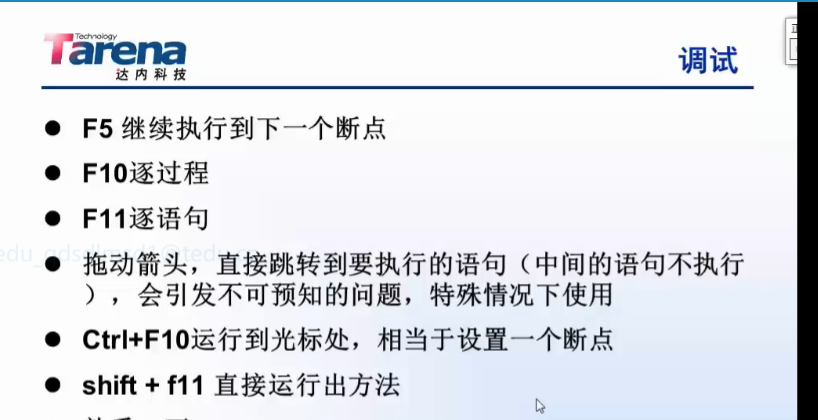 Technology
Tarena
达内科技
调试
F5 继续执行到下一个断点
F10逐过程
F11逐语句
拖动箭头，直接跳转到要执行的语句（中间的语句不执行
），会引发不可预知的问题，特殊情况下使用
Ctrl+F10运行到光标处，相当于设置一个断点
shift + f11 直接运行出方法